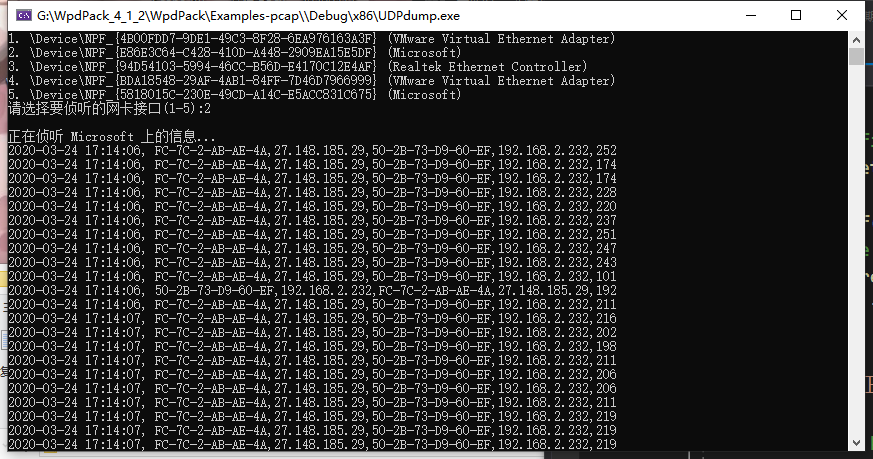 G:\WpdPack_4_1_2\WpdPack\Examples-pcap\\Debug\x86\UDPdump.exe
1. \Device\NPF_{4B00FDD7-9DE1-49C3-8F28-6EA976163A3F} (VMware Virtual Ethernet Adapter)
2. \Device\NPF_{E86E3C64-C428-410D-A448-2909EA15E5DF} (Microsoft)
3. \Device\NPF_{94D54103-5994-46CC-B56D-E4170C12E4AF} (Realtek Ethernet Controller)
4. \Device\NPF_{BDA18548-29AF-4AB1-84FF-7D46D7966999} (VMware Virtual Ethernet Adapter)
5. \Device\NPF_{5818015C-230E-49CD-A14C-E5ACC831C675} (Microsoft)
请选择要侦听的网卡接口(1-5):2
正在侦听 Microsoft 上的信息...
2020-03-24 17:14:06, FC-7C-2-AB-AE-4A,27.148.185.29,50-2B-73-D9-60-EF,192.168.2.232,252
2020-03-24 17:14:06, FC-7C-2-AB-AE-4A,27.148.185.29,50-2B-73-D9-60-EF,192.168.2.232,174
2020-03-24 17:14:06, FC-7C-2-AB-AE-4A,27.148.185.29,50-2B-73-D9-60-EF,192.168.2.232,174
2020-03-24 17:14:06, FC-7C-2-AB-AE-4A,27.148.185.29,50-2B-73-D9-60-EF,192.168.2.232,228
2020-03-24 17:14:06, FC-7C-2-AB-AE-4A,27.148.185.29,50-2B-73-D9-60-EF,192.168.2.232,220
2020-03-24 17:14:06, FC-7C-2-AB-AE-4A,27.148.185.29,50-2B-73-D9-60-EF,192.168.2.232,237
2020-03-24 17:14:06, FC-7C-2-AB-AE-4A,27.148.185.29,50-2B-73-D9-60-EF,192.168.2.232,251
2020-03-24 17:14:06, FC-7C-2-AB-AE-4A,27.148.185.29,50-2B-73-D9-60-EF,192.168.2.232,247
2020-03-24 17:14:06, FC-7C-2-AB-AE-4A,27.148.185.29,50-2B-73-D9-60-EF,192.168.2.232,243
2020-03-24 17:14:06, FC-7C-2-AB-AE-4A,27.148.185.29,50-2B-73-D9-60-EF,192.168.2.232,101
2020-03-24 17:14:06, 50-2B-73-D9-60-EF,192.168.2.232,FC-7C-2-AB-AE-4A,27.148.185.29,192
2020-03-24 17:14:06, FC-7C-2-AB-AE-4A,27.148.185.29,50-2B-73-D9-60-EF,192.168.2.232,211
2020-03-24 17:14:07, FC-7C-2-AB-AE-4A,27.148.185.29,50-2B-73-D9-60-EF,192.168.2.232,216
2020-03-24 17:14:07, FC-7C-2-AB-AE-4A,27.148.185.29,50-2B-73-D9-60-EF,192.168.2.232,202
2020-03-24 17:14:07, FC-7C-2-AB-AE-4A,27.148.185.29,50-2B-73-D9-60-EF,192.168.2.232,198
2020-03-24 17:14:07, FC-7C-2-AB-AE-4A,27.148.185.29,50-2B-73-D9-60-EF,192.168.2.232,211
2020-03-24 17:14:07, FC-7C-2-AB-AE-4A,27.148.185.29,50-2B-73-D9-60-EF,192.168.2.232,206
2020-03-24 17:14:07, FC-7C-2-AB-AE-4A,27.148.185.29,50-2B-73-D9-60-EF,192.168.2.232,206
2020-03-24 17:14:07, FC-7C-2-AB-AE-4A,27.148.185.29,50-2B-73-D9-60-EF,192.168.2.232,211
2020-03-24 17:14:07, FC-7C-2-AB-AE-4A,27.148.185.29,50-2B-73-D9-60-EF,192.168.2.232,219
2020-03-24 17:14:07, FC-7C-2-AB-AE-4A,27.148.185.29,50-2B-73-D9-60-EF,192.168.2.232,219
2020-03-24 17:14:07, FC-7C-2-AB-AE-4A,27.148.185.29,50-2B-73-D9-60-EF,192.168.2.232,219